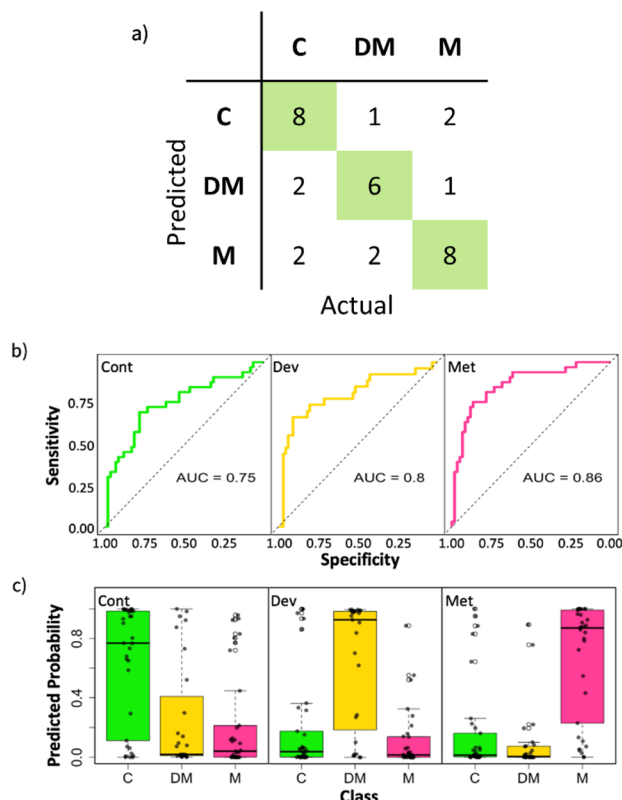 a)
C DM M
Predicted
C 8 1 2
DM 2 6 1
M 2 2 8
Actual
b)
Cont Dev Met
Sensitivity
0.75
0.50
0.25
0.00
AUC = 0.75 AUC = 0.8 AUC = 0.86
1.00 0.75 0.50 0.25 1.00 0.75 0.50 0.25 1.00 0.75 0.50 0.25 0.00
Specificity
c)
Cont Dev Met
Predicted Probability
0.8
0.4
0.0
C DM M C DM M C DM M
Class